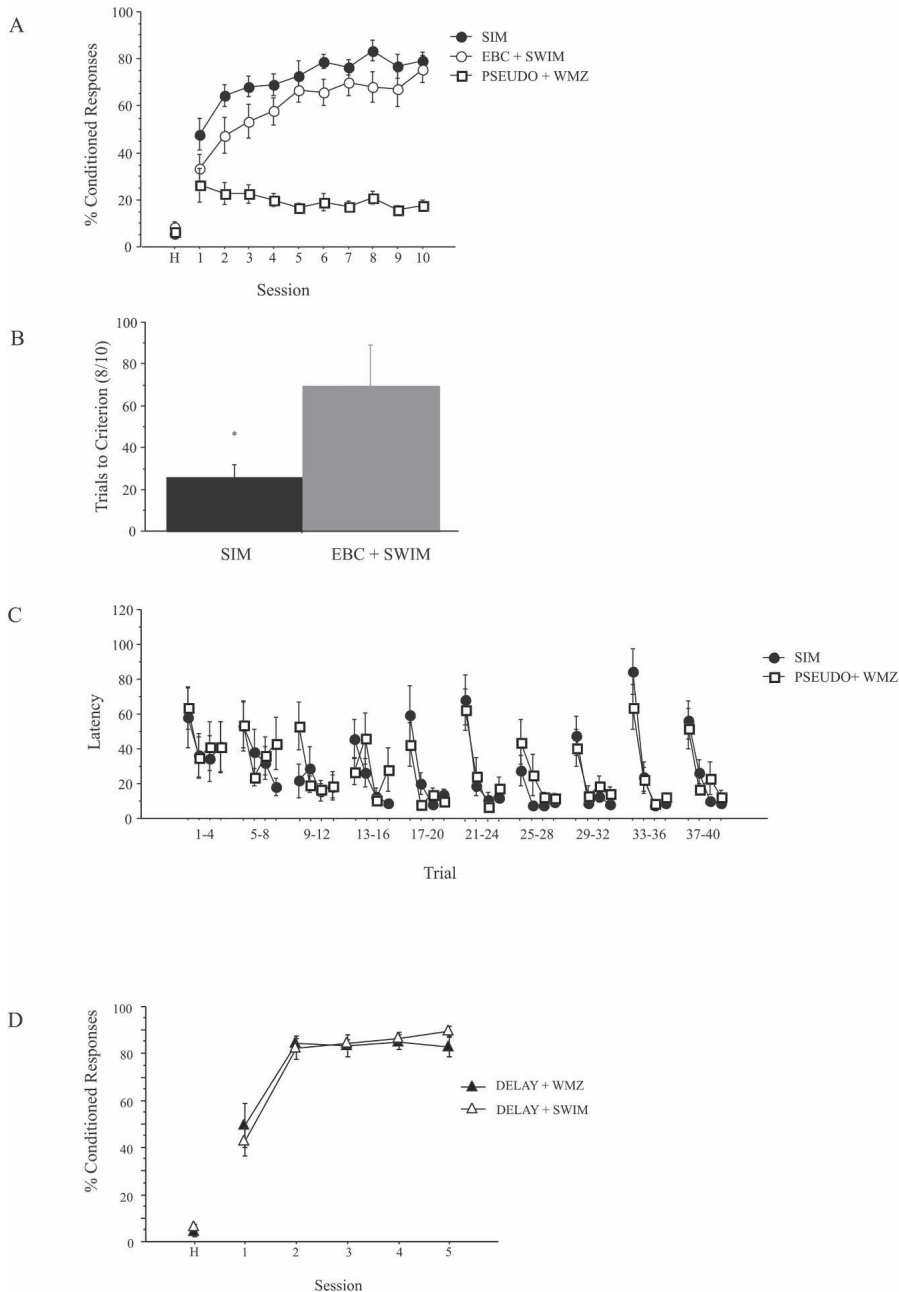 A
SIM
EBC + SWIM
PSEUDO + WMZ
% Conditioned Responses
100
80
60
40
20
0
H 1 2 3 4 5 6 7 8 9 10
Session
B
Trials to Criterion (8/10)
100
80
60
40
20
0
*
SIM EBC + SWIM
C
Latency
120
100
80
60
40
20
0
SIM
PSEUDO+ WMZ
1-4 5-8 9-12 13-16 17-20 21-24 25-28 29-32 33-36 37-40
Trial
D
% Conditioned Responses
100
80
60
40
20
0
DELAY + WMZ
DELAY + SWIM
H 1 2 3 4 5
Session